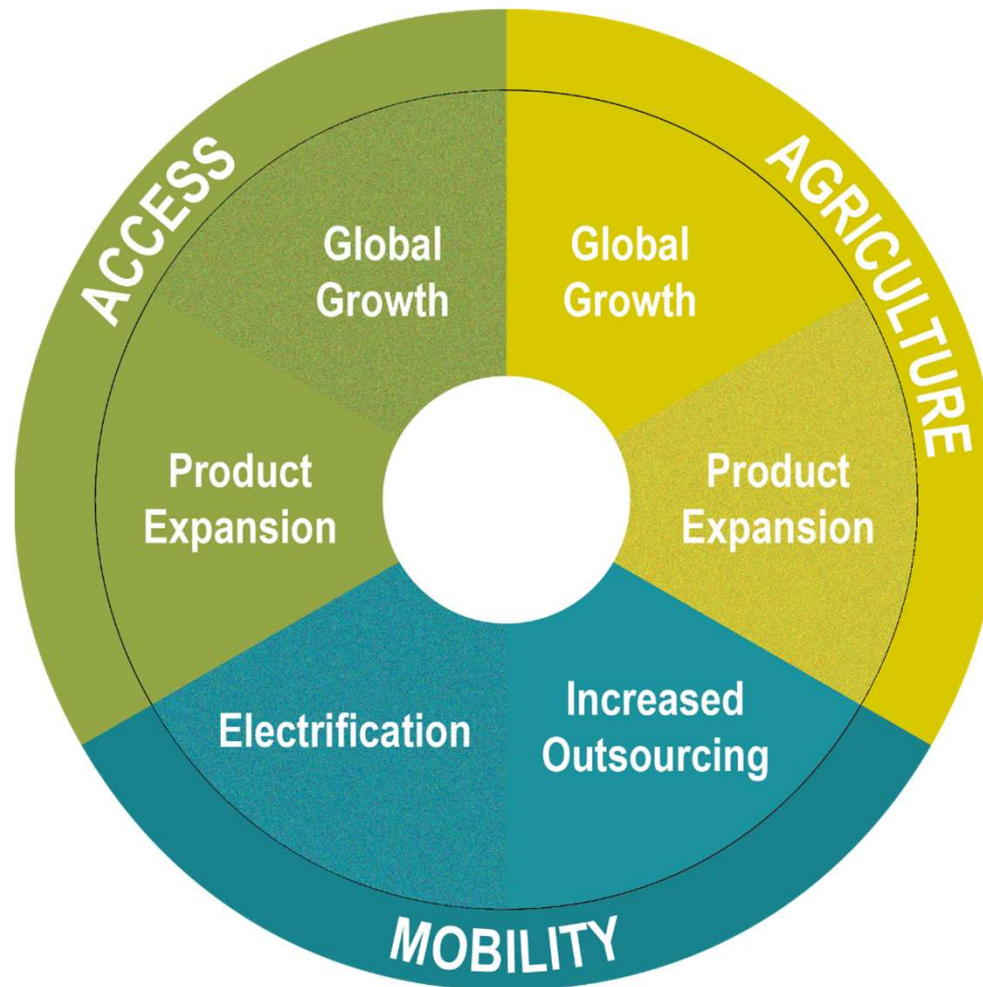 ACCESS
Global
Growth
Product
Expansion
AGRICULTURE
Global
Growth
Product
Expansion
MOBILITY
Electrification
Increased
Outsourcing